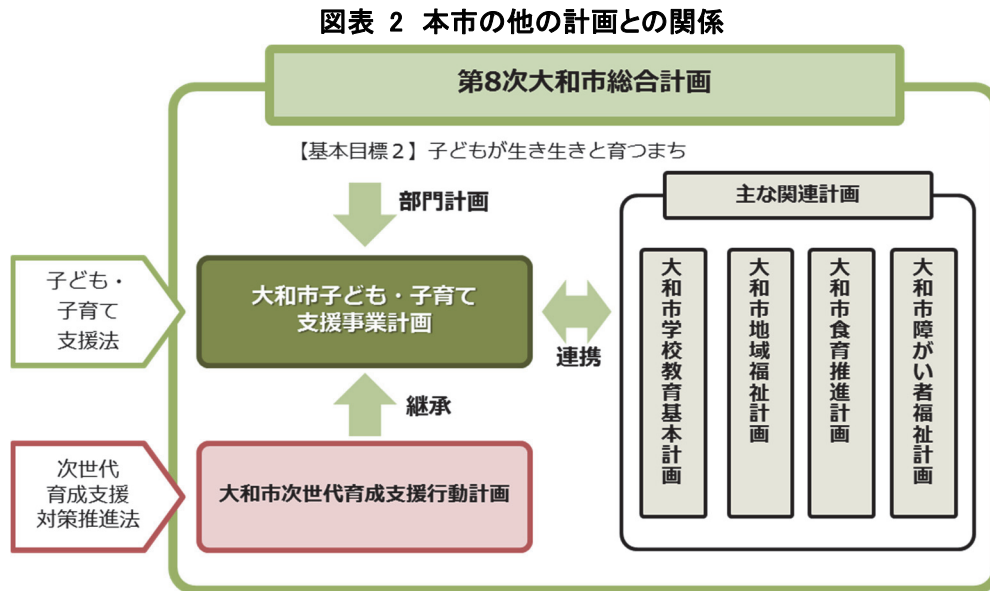 図表 2 本市の他の計画との関係
第8次大和市総合計画
【基本目標２】子どもが生き生きと育つまち
部門計画
主な関連計画
子ども・
子育て
支援法
大和市子ども・子育て
支援事業計画
連携
大和市学校教育基本計画
大和市地域福祉計画
大和市食育推進計画
大和市障がい者福祉計画
継承
次世代
育成支援
対策推進法
大和市次世代育成支援行動計画